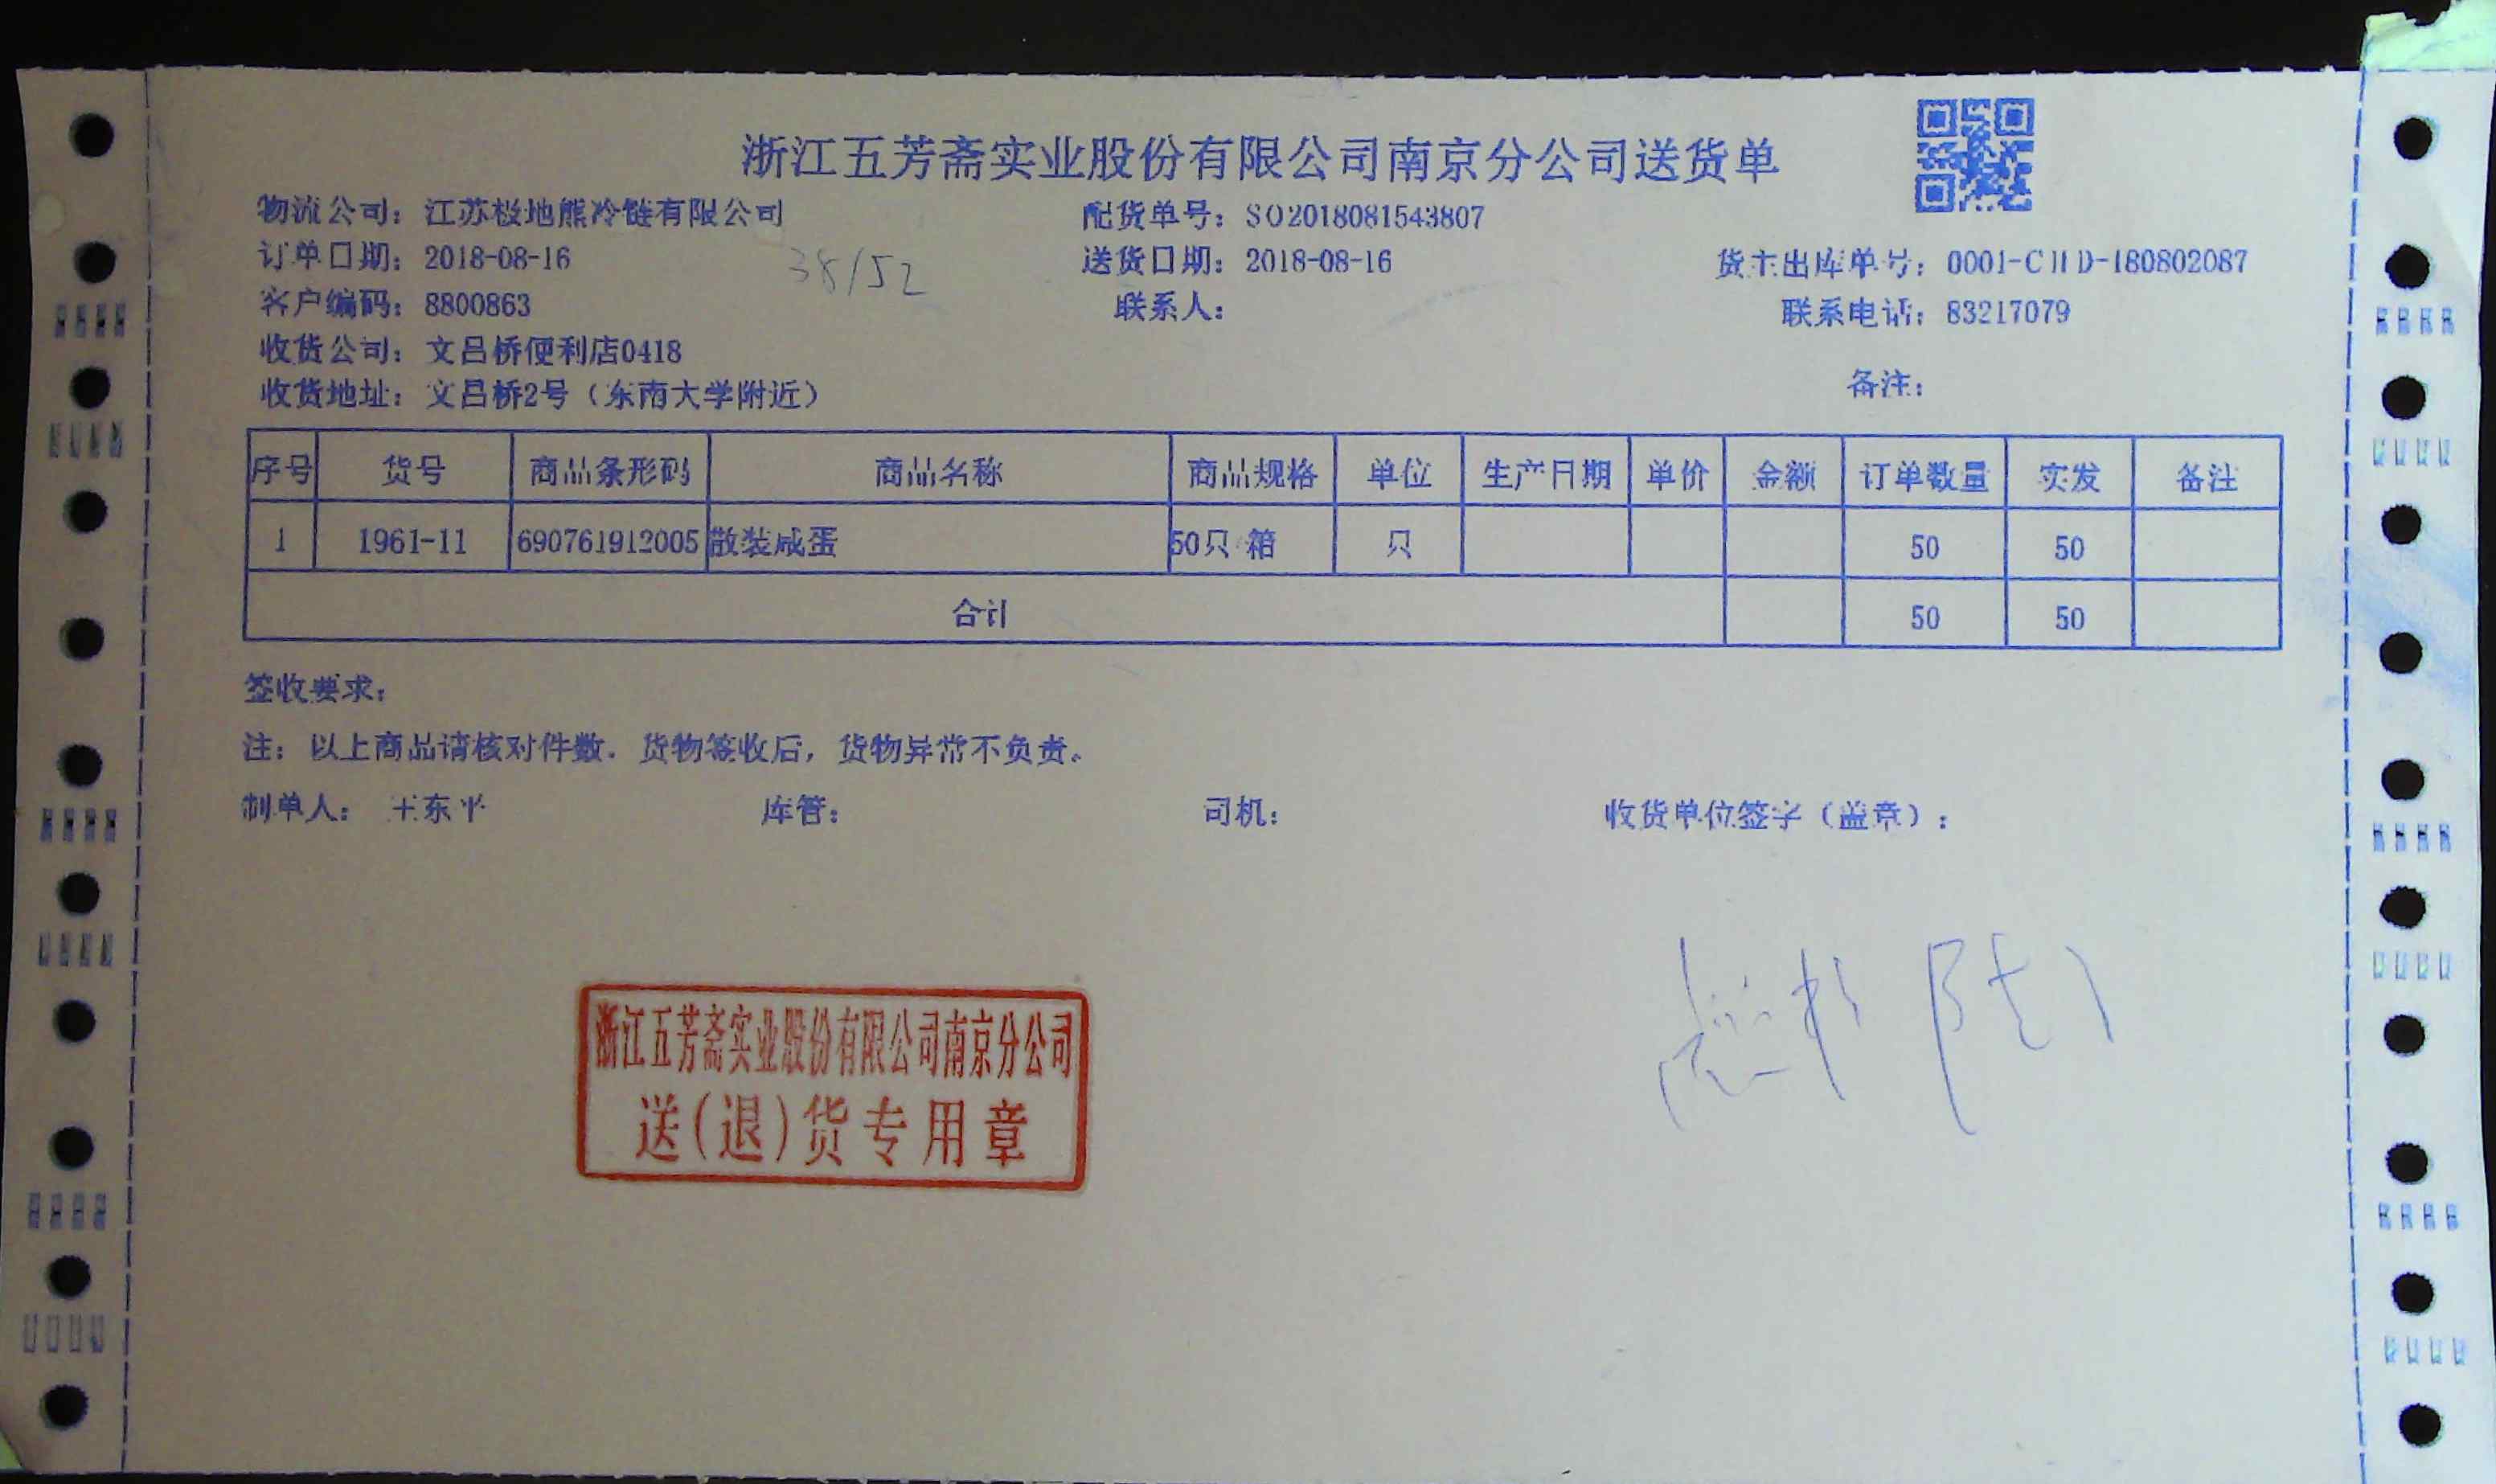 浙江五芳斋实业股份有限公司南京分公司送货单
物流公司：江苏极地熊冷链有限公司 配货单号：SO2018081543807
订单日期：2018-08-16 38/52 送货日期：2018-08-16 货主出库单号：0001-CHD-180802087
客户编码：8800863 联系人： 联系电话：83217079
收货公司：文昌桥便利店0418
收货地址：文昌桥2号（东南大学附近） 备注：
序号 货号 商品条形码 商品名称 商品规格 单位 生产日期 单价 金额 订单数量 实发 备注
1 1961-11 690761912005 散装咸蛋 50只/箱 只 50 50
合计 50 50
签收要求：
注：以上商品请核对件数，货物签收后，货物异常不负责。
制单人：王东平 库管： 司机： 收货单位签字（盖章）：
浙江五芳斋实业股份有限公司南京分公司
送(退)货专用章